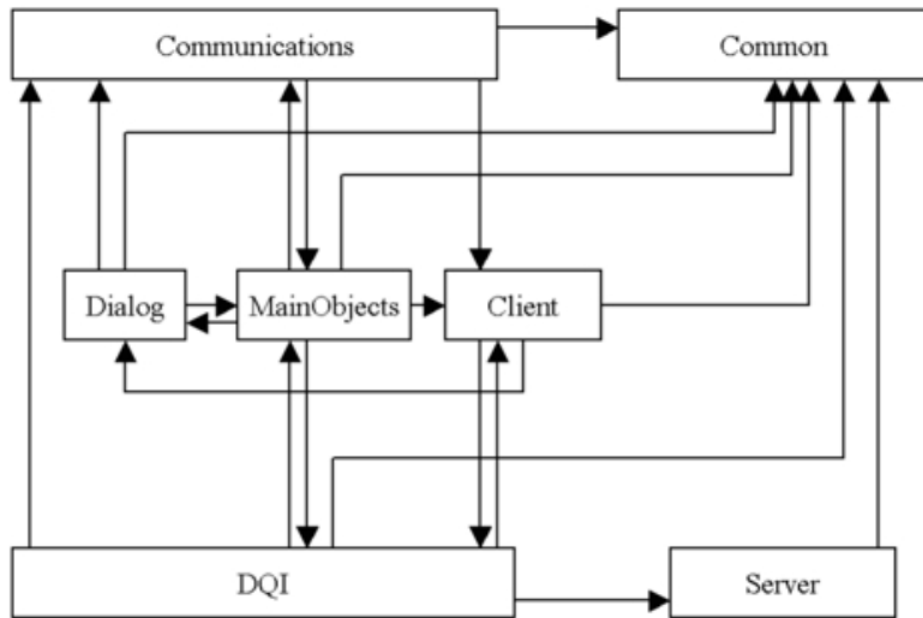 Communications
Common
Dialog
MainObjects
Client
DQI
Server